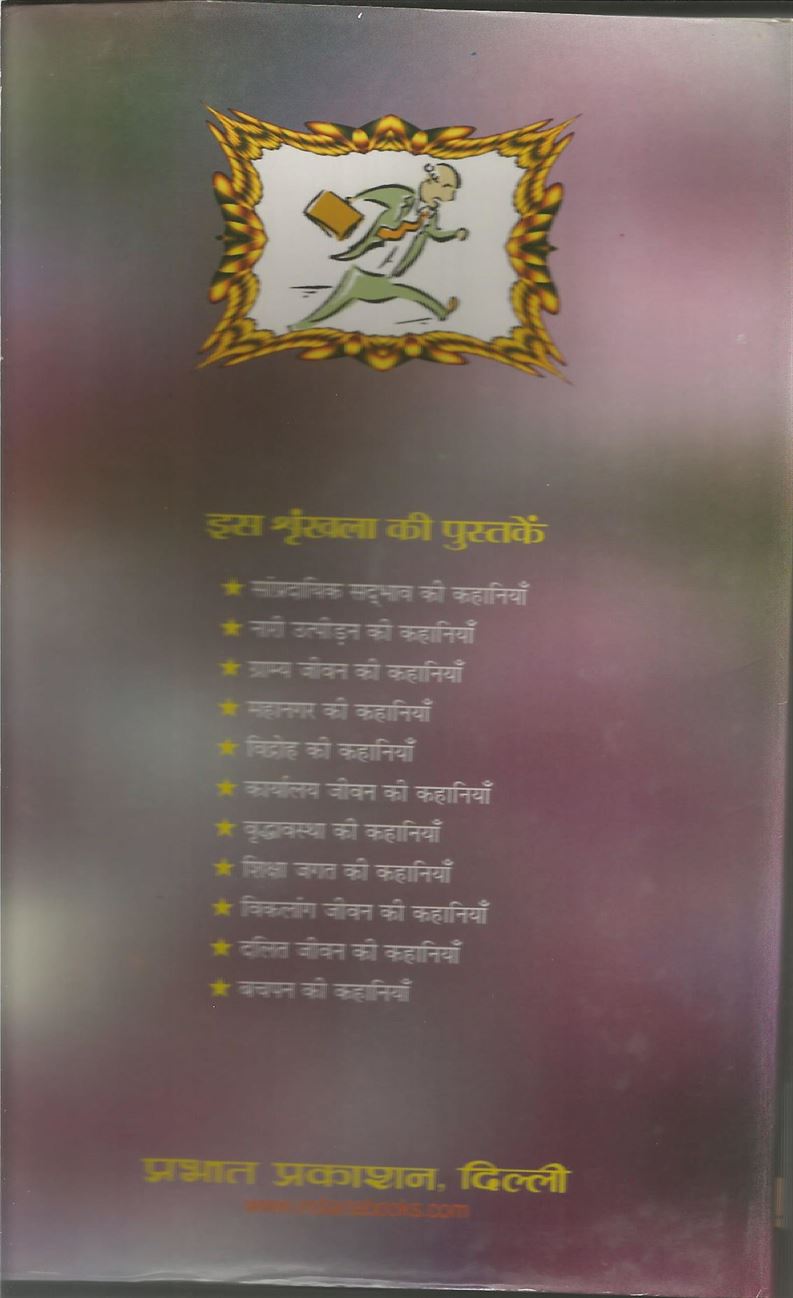 इस श्रृंखला की पुस्तकें
★ सांप्रदायिक सद्भाव की कहानियाँ
★ नारी उत्पीड़न की कहानियाँ
★ ग्राम्य जीवन की कहानियाँ
★ महानगर की कहानियाँ
★ विद्रोह की कहानियाँ
★ कार्यालय जीवन की कहानियाँ
★ वृद्धावस्था की कहानियाँ
★ शिक्षा जगत की कहानियाँ
★ विकलांग जीवन की कहानियाँ
★ दलित जीवन की कहानियाँ
★ बचपन की कहानियाँ
प्रभात प्रकाशन, दिल्ली